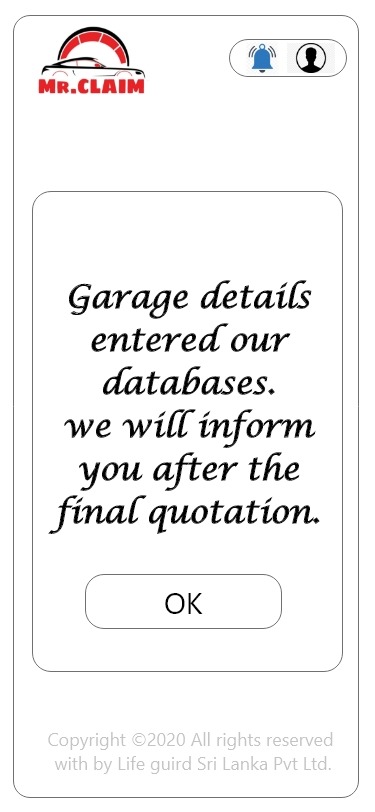 MR.CLAIM
Garage details
entered our
databases.
we will inform
you after the
final quotation.
OK
Copyright ©2020 All rights reserved
with by Life guird Sri Lanka Pvt Ltd.